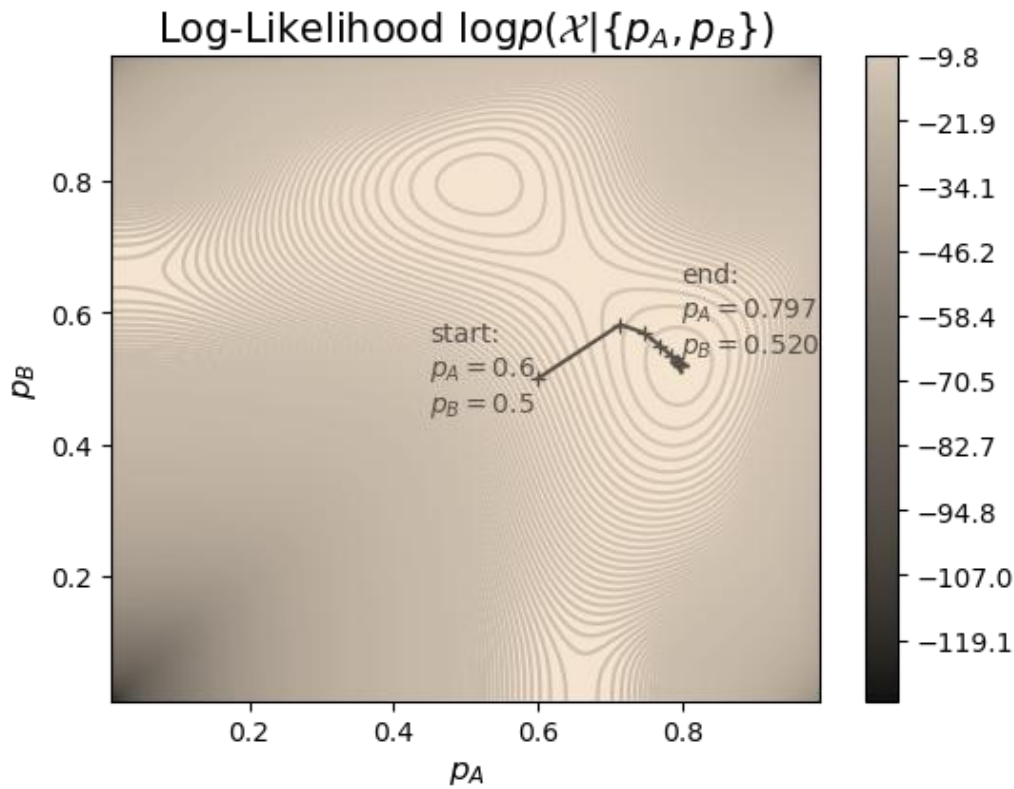 Log-Likelihood log p(𝒳|{p_A, p_B})
−9.8
−21.9
−34.1
−46.2
−58.4
−70.5
−82.7
−94.8
−107.0
−119.1
0.8
0.6
0.4
0.2
p_B
end:
p_A = 0.797
p_B = 0.520
start:
p_A = 0.6
p_B = 0.5
0.2 0.4 0.6 0.8
p_A